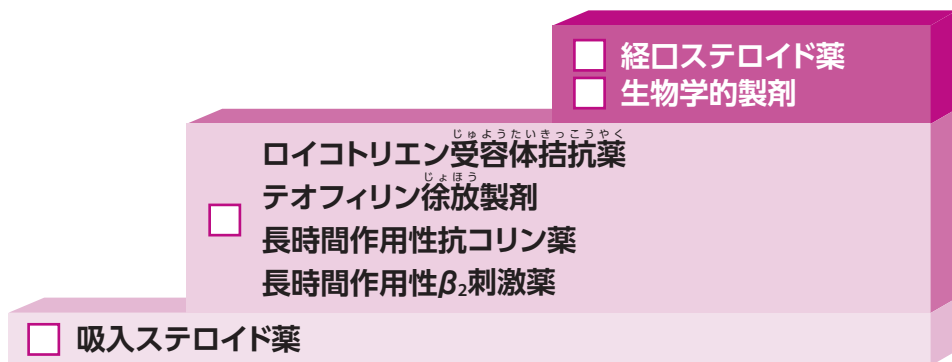 □ 経口ステロイド薬
□ 生物学的製剤
じゅようたいきっこうやく
ロイコトリエン受容体拮抗薬
じょほう
テオフィリン徐放製剤
□
長時間作用性抗コリン薬
長時間作用性β₂刺激薬
□ 吸入ステロイド薬